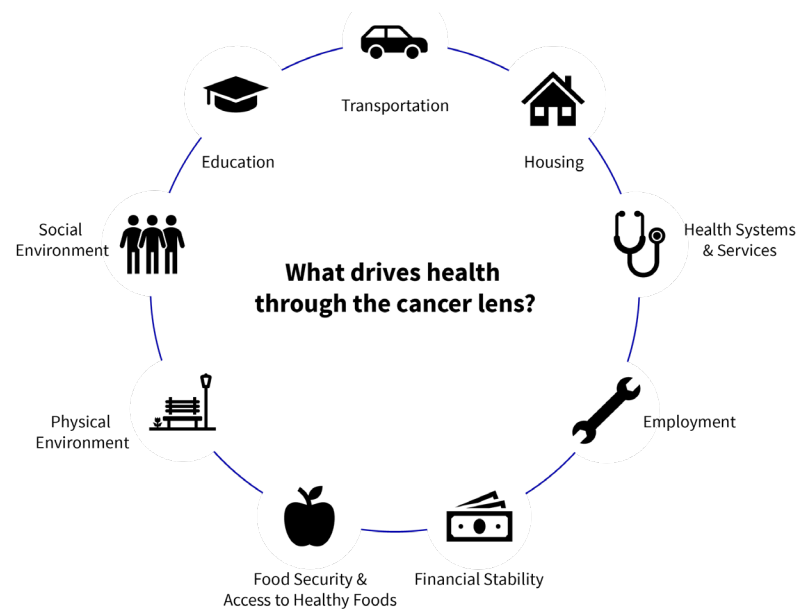 Transportation
Education
Housing
Social
Environment
Health Systems
& Services
What drives health
through the cancer lens?
Physical
Environment
Employment
Food Security &
Access to Healthy Foods
Financial Stability